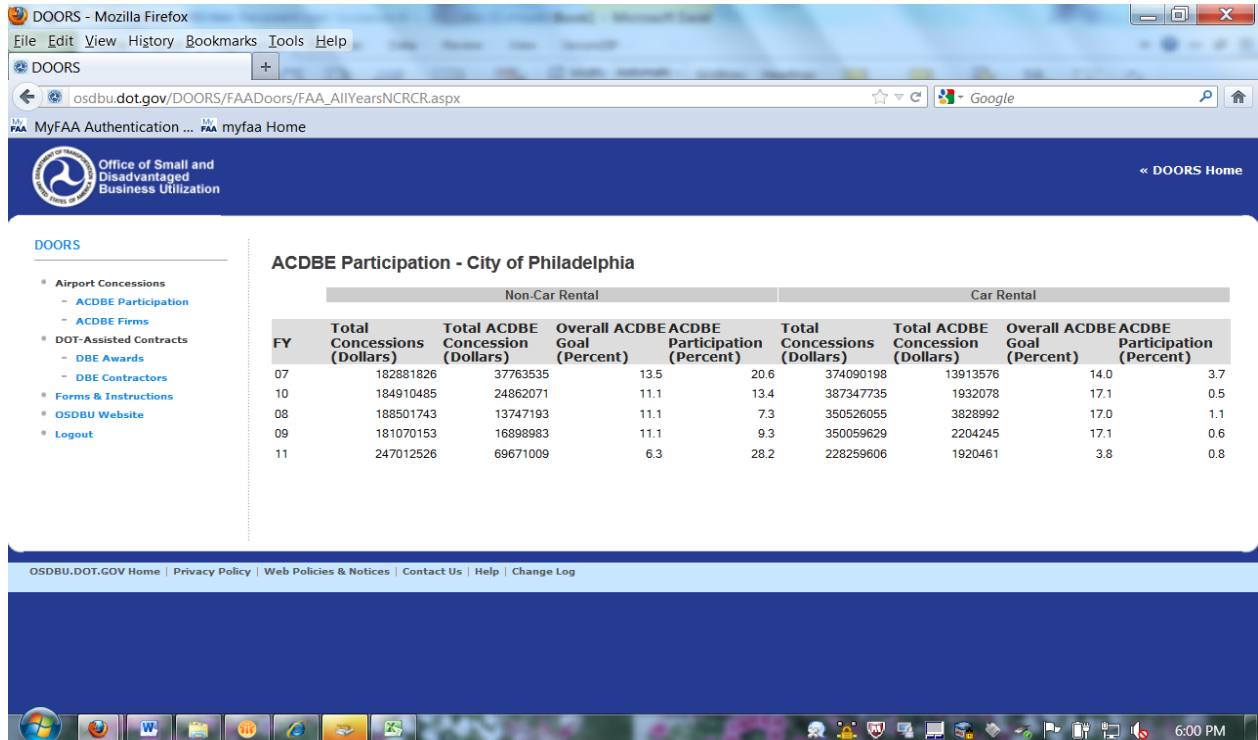 DOORS - Mozilla Firefox
File Edit View History Bookmarks Tools Help
DOORS +
osdbu.dot.gov/DOORS/FAADoors/FAA_AllYearsNCRCR.aspx Google
My FAA MyFAA Authentication ... My FAA myfaa Home
Office of Small and
Disadvantaged
Business Utilization
« DOORS Home
DOORS
Airport Concessions
- ACDBE Participation
- ACDBE Firms
DOT-Assisted Contracts
- DBE Awards
- DBE Contractors
Forms & Instructions
OSDBU Website
Logout
ACDBE Participation - City of Philadelphia
Non-Car Rental Car Rental
FY Total Concessions (Dollars) Total ACDBE Concession (Dollars) Overall ACDBE Goal (Percent) ACDBE Participation (Percent) Total Concessions (Dollars) Total ACDBE Concession (Dollars) Overall ACDBE Goal (Percent) ACDBE Participation (Percent)
07 182881826 37763535 13.5 20.6 374090198 13913576 14.0 3.7
10 184910485 24862071 11.1 13.4 387347735 1932078 17.1 0.5
08 188501743 13747193 11.1 7.3 350526055 3828992 17.0 1.1
09 181070153 16898983 11.1 9.3 350059629 2204245 17.1 0.6
11 247012526 69671009 6.3 28.2 228259606 1920461 3.8 0.8
OSDBU.DOT.GOV Home | Privacy Policy | Web Policies & Notices | Contact Us | Help | Change Log
6:00 PM